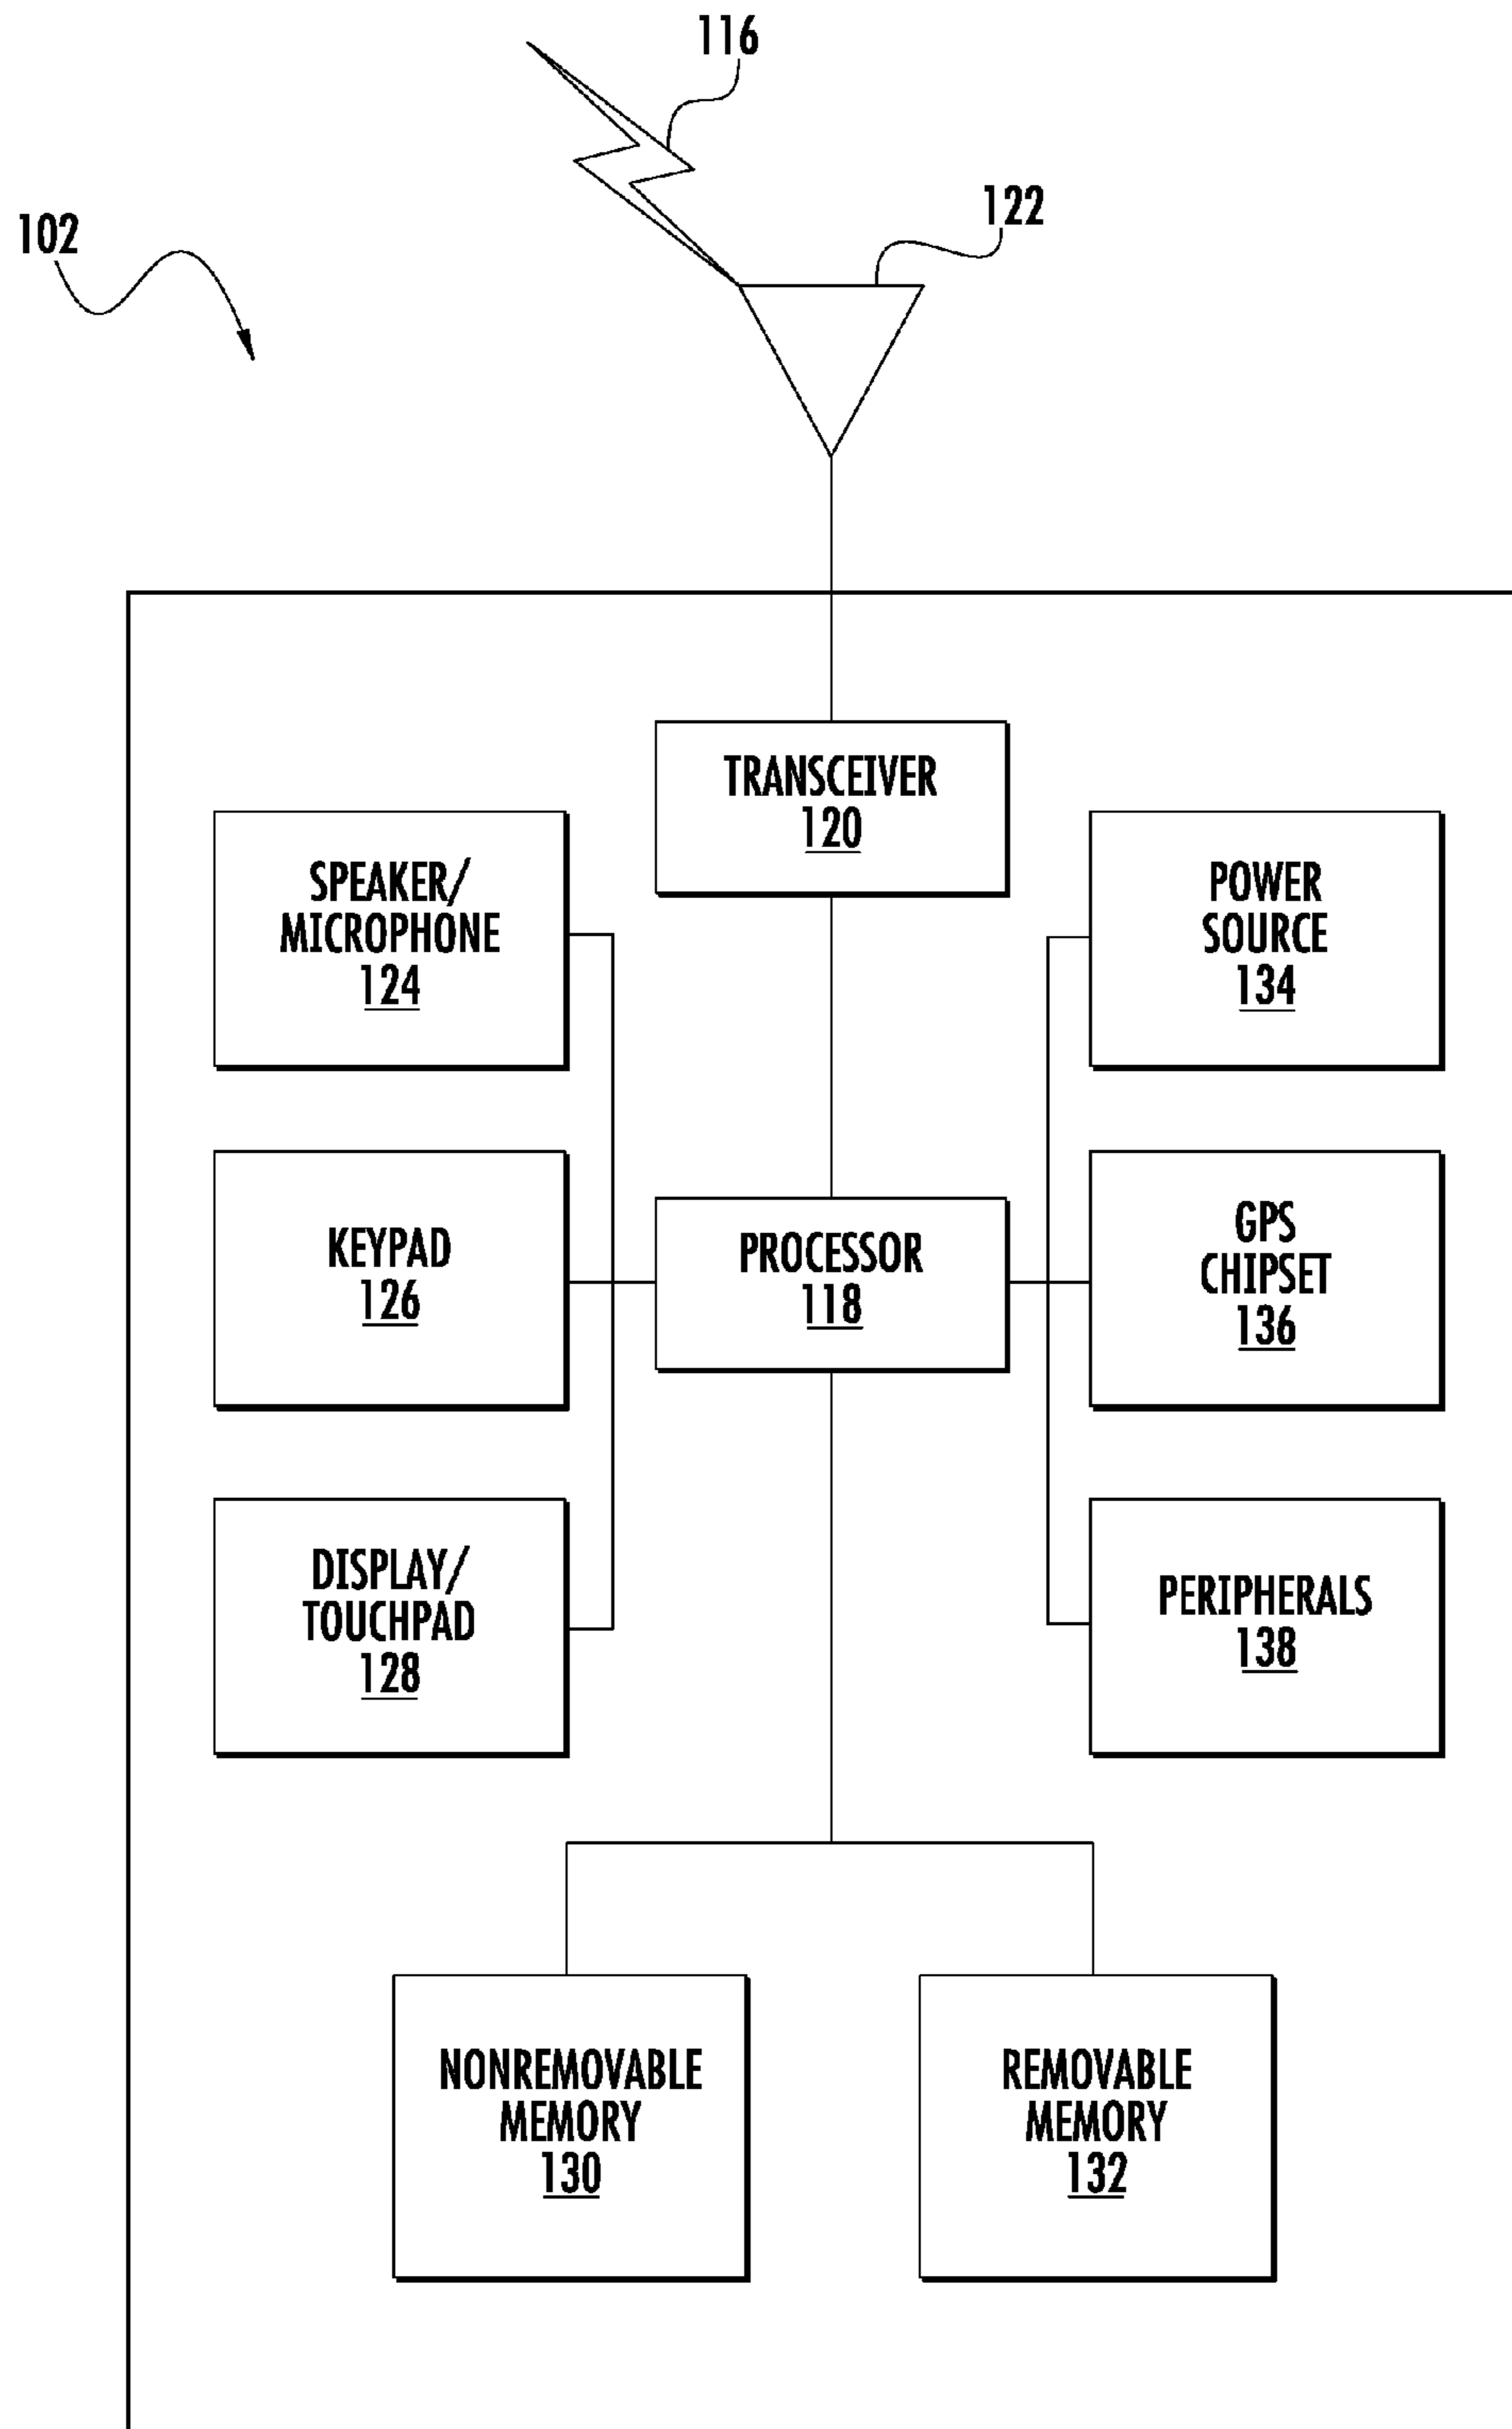 116
122
102
TRANSCEIVER
120
SPEAKER/
MICROPHONE
124
POWER
SOURCE
134
KEYPAD
126
PROCESSOR
118
GPS
CHIPSET
136
DISPLAY/
TOUCHPAD
128
PERIPHERALS
138
NONREMOVABLE
MEMORY
130
REMOVABLE
MEMORY
132